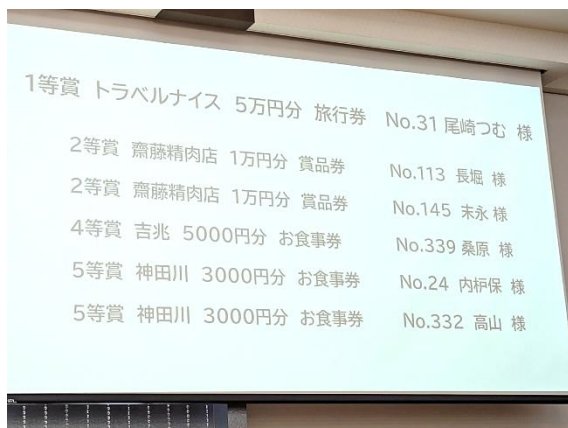 1等賞 トラベルナイス 5万円分 旅行券 No.31 尾崎つむ 様
2等賞 齋藤精肉店 1万円分 賞品券 No.113 長堀 様
2等賞 齋藤精肉店 1万円分 賞品券 No.145 末永 様
4等賞 吉兆 5000円分 お食事券 No.339 桑原 様
5等賞 神田川 3000円分 お食事券 No.24 内枦保 様
5等賞 神田川 3000円分 お食事券 No.332 高山 様